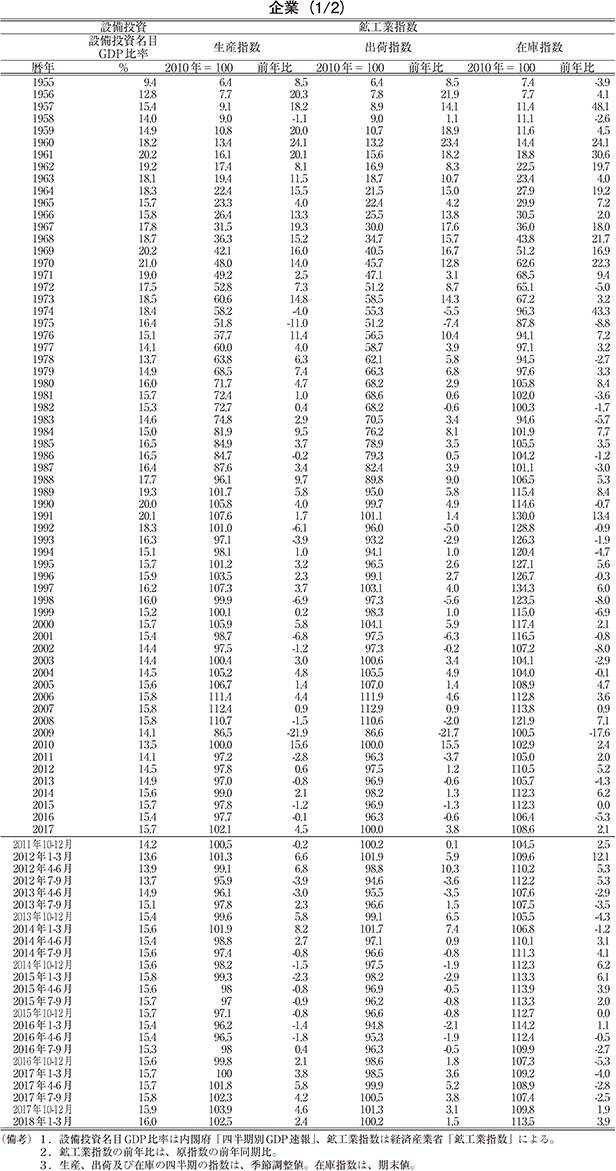 企業（1/2）
設備投資 鉱工業指数
設備投資名目GDP比率 生産指数 出荷指数 在庫指数
暦年 % 2010年＝100 前年比 2010年＝100 前年比 2010年＝100 前年比
1955 9.4 6.4 8.5 6.4 8.5 7.4 -3.9
1956 12.8 7.7 20.3 7.8 21.9 7.7 4.1
1957 15.4 9.1 18.2 8.9 14.1 11.4 48.1
1958 14.0 9.0 -1.1 9.0 1.1 11.1 -2.6
1959 14.9 10.8 20.0 10.7 18.9 11.6 4.5
1960 18.2 13.4 24.1 13.2 23.4 14.4 24.1
1961 20.2 16.1 20.1 15.6 18.2 18.8 30.6
1962 19.2 17.4 8.1 16.9 8.3 22.5 19.7
1963 18.1 19.4 11.5 18.7 10.7 23.4 4.0
1964 18.3 22.4 15.5 21.5 15.0 27.9 19.2
1965 15.7 23.3 4.0 22.4 4.2 29.9 7.2
1966 15.8 26.4 13.3 25.5 13.8 30.5 2.0
1967 17.8 31.5 19.3 30.0 17.6 36.0 18.0
1968 18.7 36.3 15.2 34.7 15.7 43.8 21.7
1969 20.2 42.1 16.0 40.5 16.7 51.2 16.9
1970 21.0 48.0 14.0 45.7 12.8 62.6 22.3
1971 19.0 49.2 2.5 47.1 3.1 68.5 9.4
1972 17.5 52.8 7.3 51.2 8.7 65.1 -5.0
1973 18.5 60.6 14.8 58.5 14.3 67.2 3.2
1974 18.4 58.2 -4.0 55.3 -5.5 96.3 43.3
1975 16.4 51.8 -11.0 51.2 -7.4 87.8 -8.8
1976 15.1 57.7 11.4 56.5 10.4 94.1 7.2
1977 14.1 60.0 4.0 58.7 3.9 97.1 3.2
1978 13.7 63.8 6.3 62.1 5.8 94.5 -2.7
1979 14.9 68.5 7.4 66.3 6.8 97.6 3.3
1980 16.0 71.7 4.7 68.2 2.9 105.8 8.4
1981 15.7 72.4 1.0 68.6 0.6 102.0 -3.6
1982 15.3 72.7 0.4 68.2 -0.6 100.3 -1.7
1983 14.6 74.8 2.9 70.5 3.4 94.6 -5.7
1984 15.0 81.9 9.5 76.2 8.1 101.9 7.7
1985 16.5 84.9 3.7 78.9 3.5 105.5 3.5
1986 16.5 84.7 -0.2 79.3 0.5 104.2 -1.2
1987 16.4 87.6 3.4 82.4 3.9 101.1 -3.0
1988 17.7 96.1 9.7 89.8 9.0 106.5 5.3
1989 19.3 101.7 5.8 95.0 5.8 115.4 8.4
1990 20.0 105.8 4.0 99.7 4.9 114.6 -0.7
1991 20.1 107.6 1.7 101.1 1.4 130.0 13.4
1992 18.3 101.0 -6.1 96.0 -5.0 128.8 -0.9
1993 16.3 97.1 -3.9 93.2 -2.9 126.3 -1.9
1994 15.1 98.1 1.0 94.1 1.0 120.4 -4.7
1995 15.7 101.2 3.2 96.5 2.6 127.1 5.6
1996 15.9 103.5 2.3 99.1 2.7 126.7 -0.3
1997 16.2 107.3 3.7 103.1 4.0 134.3 6.0
1998 16.0 99.9 -6.9 97.3 -5.6 123.5 -8.0
1999 15.2 100.1 0.2 98.3 1.0 115.0 -6.9
2000 15.7 105.9 5.8 104.1 5.9 117.4 2.1
2001 15.4 98.7 -6.8 97.5 -6.3 116.5 -0.8
2002 14.4 97.5 -1.2 97.3 -0.2 107.2 -8.0
2003 14.4 100.4 3.0 100.6 3.4 104.1 -2.9
2004 14.5 105.2 4.8 105.5 4.9 104.0 -0.1
2005 15.6 106.7 1.4 107.0 1.4 108.9 4.7
2006 15.8 111.4 4.4 111.9 4.6 112.8 3.6
2007 15.8 112.4 0.9 112.9 0.9 113.8 0.9
2008 15.8 110.7 -1.5 110.6 -2.0 121.9 7.1
2009 14.1 86.5 -21.9 86.6 -21.7 100.5 -17.6
2010 13.5 100.0 15.6 100.0 15.5 102.9 2.4
2011 14.1 97.2 -2.8 96.3 -3.7 105.0 2.0
2012 14.5 97.8 0.6 97.5 1.2 110.5 5.2
2013 14.9 97.0 -0.8 96.9 -0.6 105.7 -4.3
2014 15.6 99.0 2.1 98.2 1.3 112.3 6.2
2015 15.7 97.8 -1.2 96.9 -1.3 112.3 0.0
2016 15.4 97.7 -0.1 96.3 -0.6 106.4 -5.3
2017 15.7 102.1 4.5 100.0 3.8 108.6 2.1
2011年10-12月 14.2 100.5 -0.2 100.2 0.1 104.5 2.5
2012年1-3月 13.6 101.3 6.6 101.9 5.9 109.6 12.1
2012年4-6月 13.9 99.1 6.8 98.8 10.3 110.2 5.3
2012年7-9月 13.7 95.9 -3.9 94.6 -3.6 112.2 5.3
2013年4-6月 14.9 96.1 -3.0 95.5 -3.5 107.6 -2.9
2013年7-9月 15.1 97.8 2.3 96.6 1.5 107.5 -3.5
2013年10-12月 15.4 99.6 5.8 99.1 6.5 105.5 -4.3
2014年1-3月 15.6 101.9 8.2 101.7 7.4 106.8 -1.2
2014年4-6月 15.4 98.8 2.7 97.1 0.9 110.1 3.1
2014年7-9月 15.6 97.4 -0.8 96.6 -0.8 111.3 4.1
2014年10-12月 15.6 98.2 -1.5 97.5 -1.9 112.3 6.2
2015年1-3月 15.8 99.3 -2.3 98.2 -2.9 113.3 6.1
2015年4-6月 15.6 98 -0.8 96.9 -0.5 113.9 3.9
2015年7-9月 15.7 97 -0.9 96.2 -0.8 113.3 2.0
2015年10-12月 15.7 97.1 -0.8 96.6 -0.8 112.7 0.0
2016年1-3月 15.4 96.2 -1.4 94.8 -2.1 114.2 1.1
2016年4-6月 15.4 96.5 -1.8 95.3 -1.9 112.4 -0.5
2016年7-9月 15.3 98 0.4 96.3 -0.5 109.9 -2.7
2016年10-12月 15.6 99.8 2.1 98.6 1.8 107.3 -5.3
2017年1-3月 15.7 100 3.8 98.5 3.6 109.2 -4.0
2017年4-6月 15.7 101.8 5.8 99.9 5.2 108.9 -2.8
2017年7-9月 15.8 102.3 4.2 100.5 3.8 107.4 -2.5
2017年10-12月 15.9 103.9 4.6 101.3 3.1 109.8 1.9
2018年1-3月 16.0 102.5 2.4 100.2 1.5 113.5 3.9
（備考）１．設備投資名目GDP比率は内閣府「四半期別GDP速報」、鉱工業指数は経済産業省「鉱工業指数」による。
２．鉱工業指数の前年比は、原指数の前年同期比。
３．生産、出荷及び在庫の四半期の指数は、季節調整値。在庫指数は、期末値。